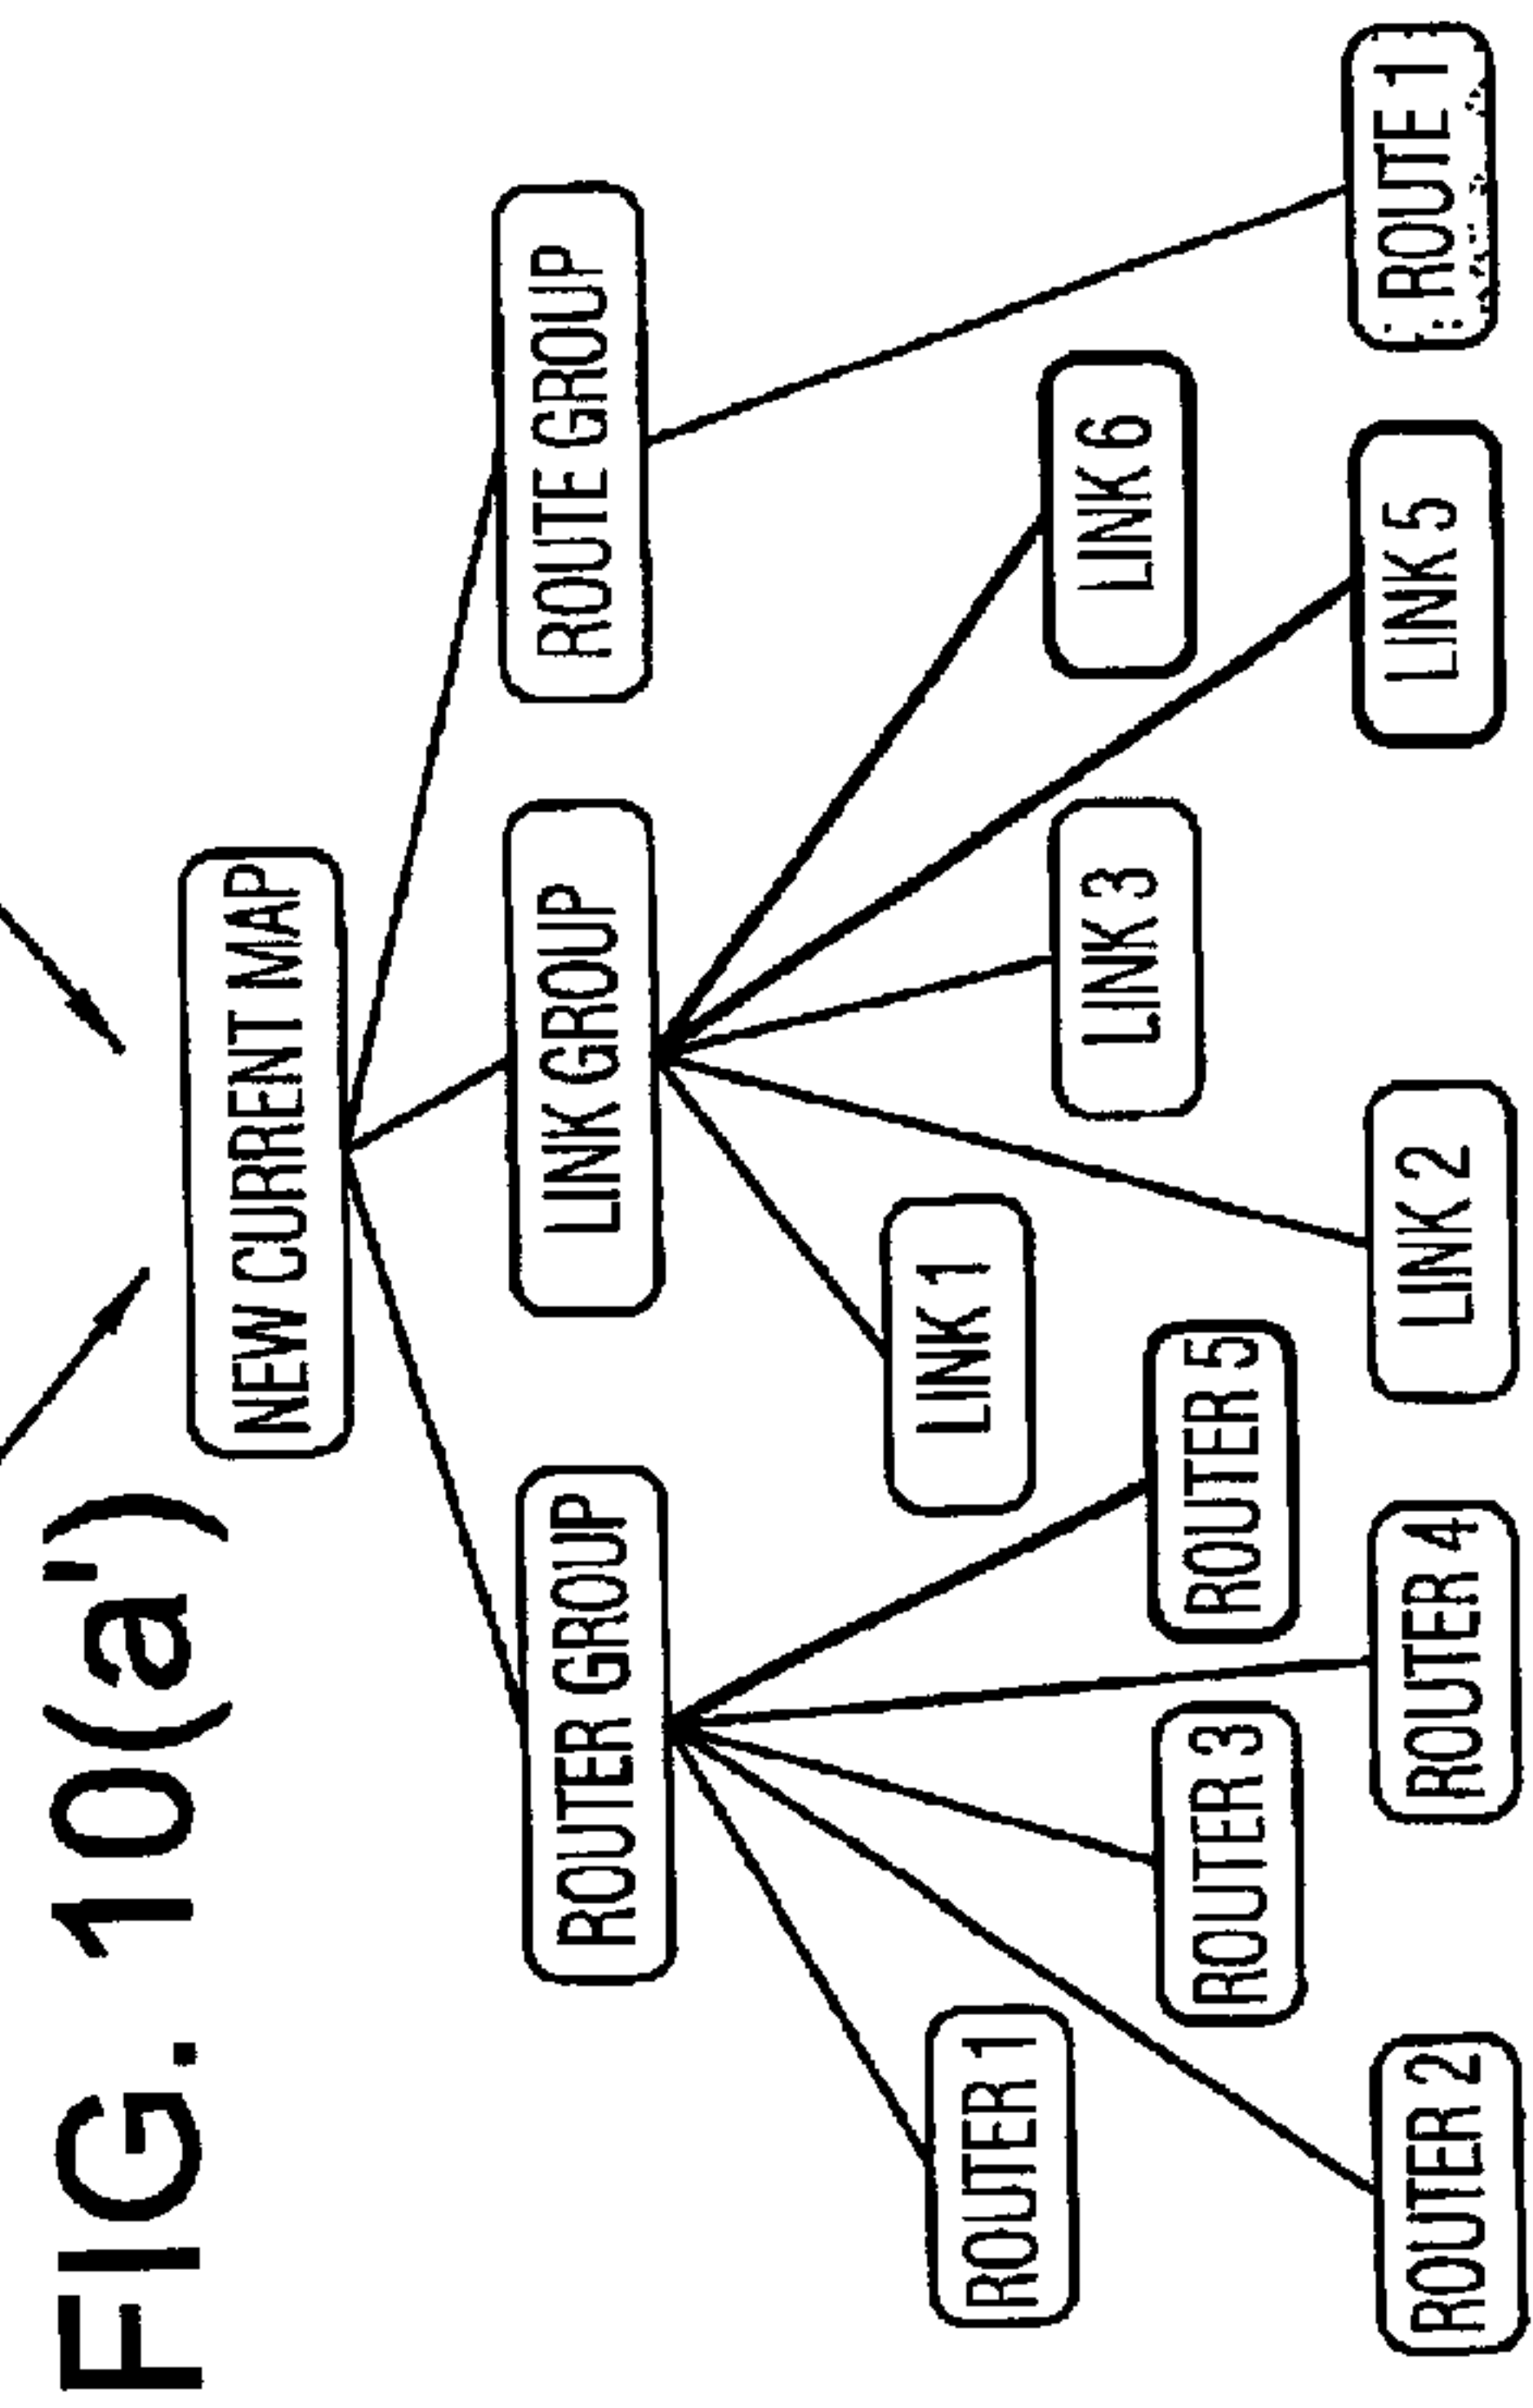 FIG. 10(a')
NEW CURRENT MAP
ROUTER GROUP
LINK GROUP
ROUTE GROUP
ROUTER 1
LINK 1
ROUTER 3
ROUTER 5
LINK 3
LINK 6
ROUTER 2
ROUTER 4
LINK 2
LINK 5
ROUTE 1